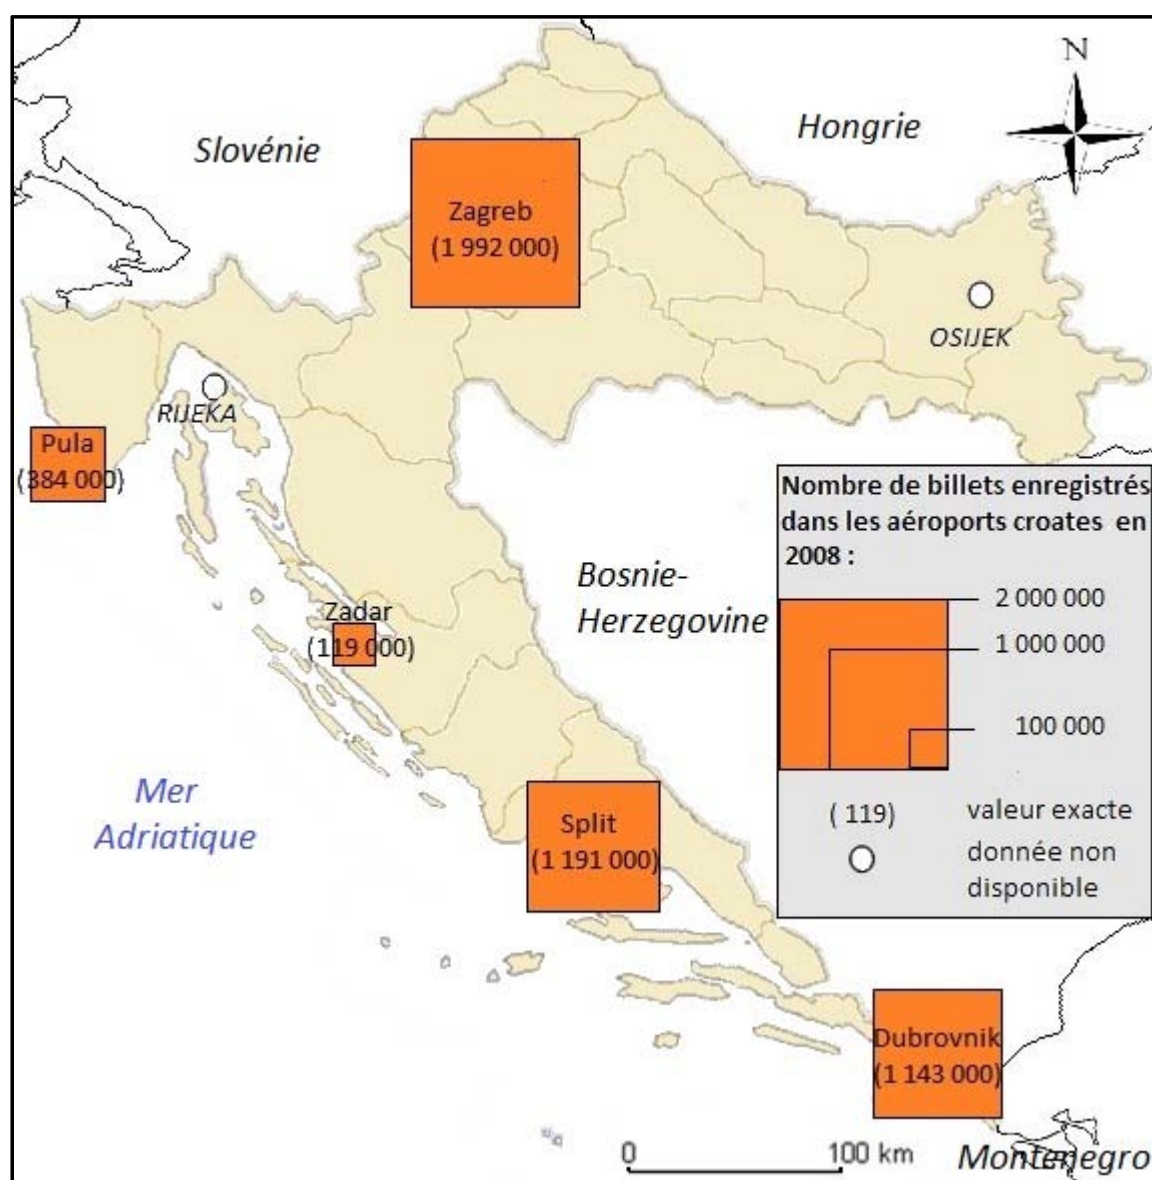 N
Slovénie
Hongrie
Zagreb
(1 992 000)
OSIJEK
RIJEKA
Pula
(384 000)
Nombre de billets enregistrés
dans les aéroports croates en
2008 :
2 000 000
1 000 000
100 000
( 119) valeur exacte
donnée non
disponible
Bosnie-
Herzegovine
Zadar
(119 000)
Mer
Adriatique
Split
(1 191 000)
Dubrovnik
(1 143 000)
0 100 km
Montenegro